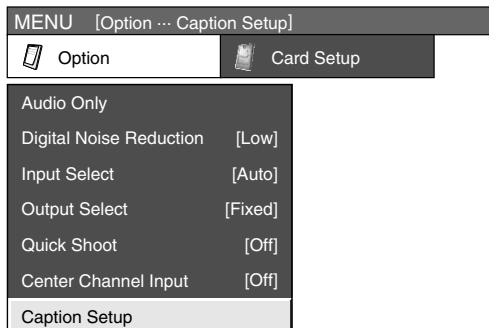 MENU [Option ··· Caption Setup]
Option Card Setup
Audio Only
Digital Noise Reduction [Low]
Input Select [Auto]
Output Select [Fixed]
Quick Shoot [Off]
Center Channel Input [Off]
Caption Setup